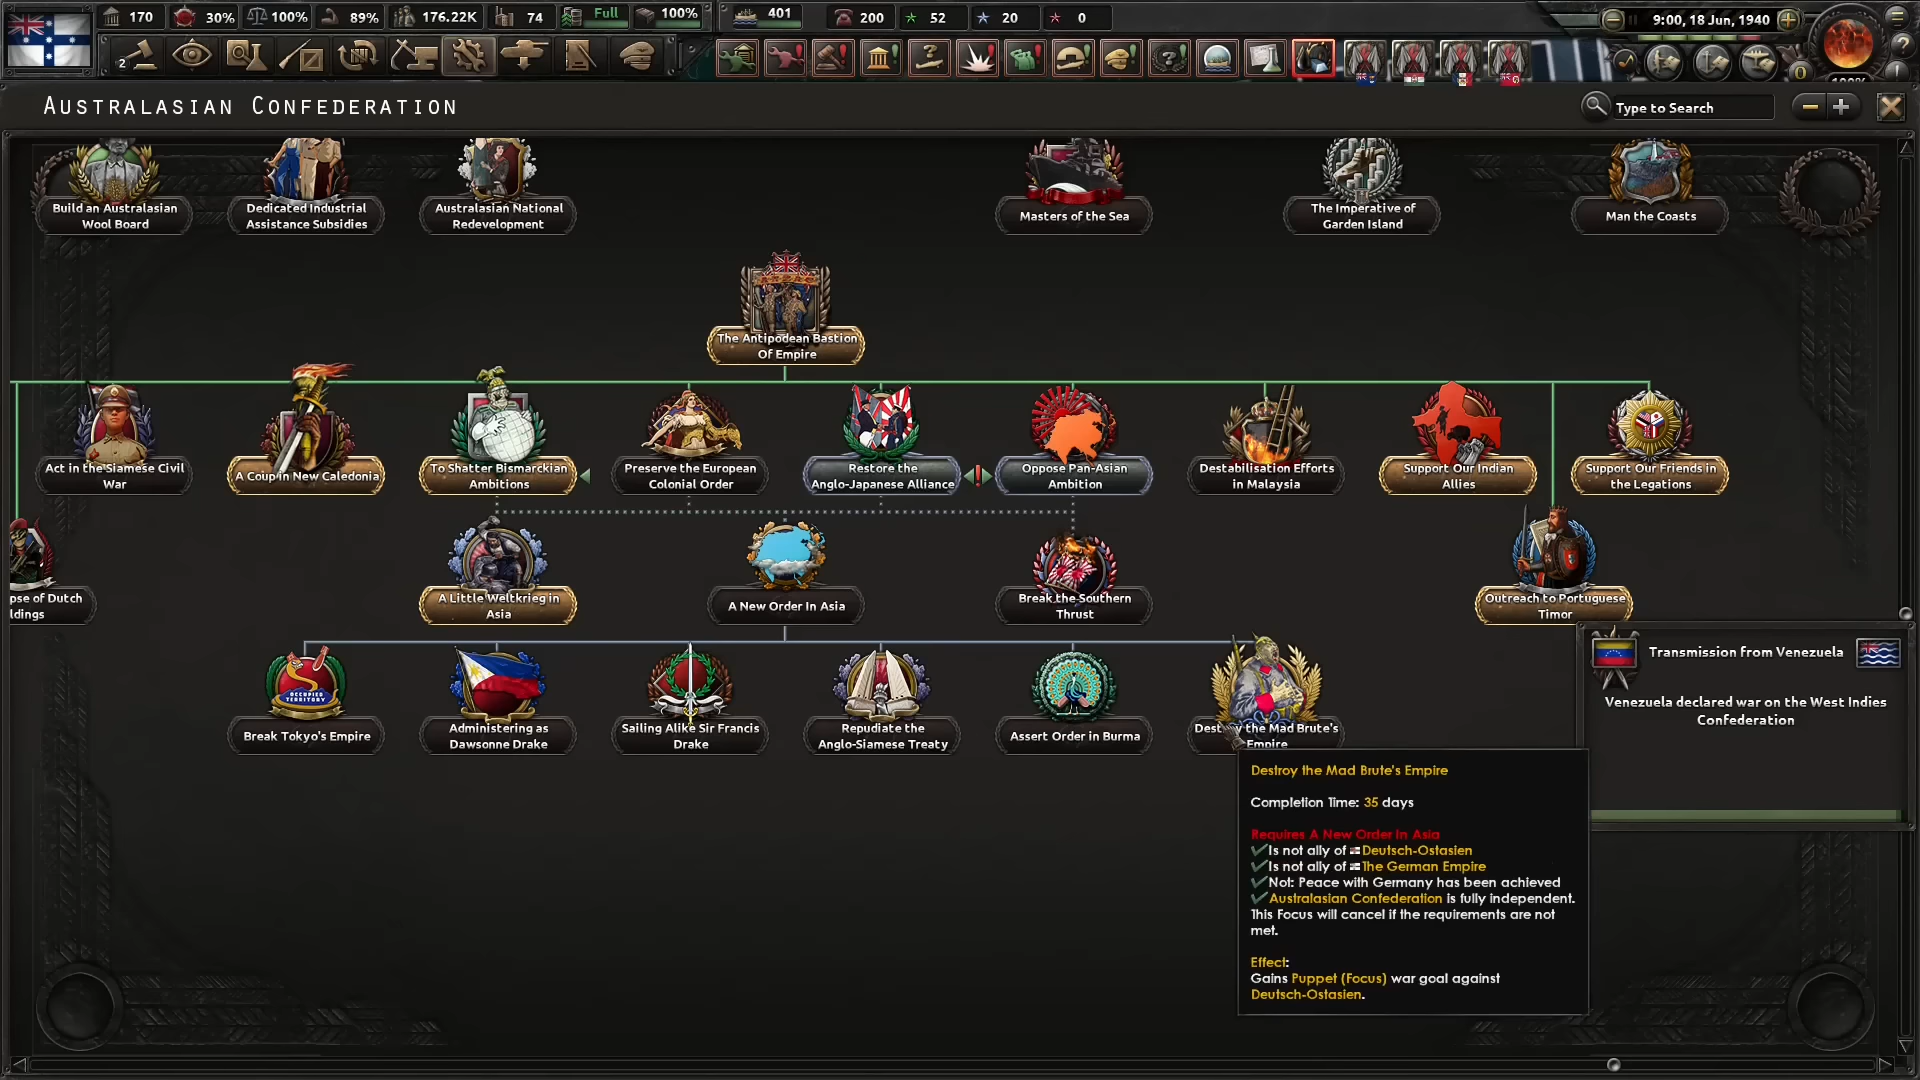 170
30%
100%
89%
176.22K
74
Full
100%
401
200
52
20
0
9:00, 18 Jun, 1940
2
0
AUSTRALASIAN CONFEDERATION
Type to Search
Build an Australasian
Wool Board
Dedicated Industrial
Assistance Subsidies
Australasian National
Redevelopment
Masters of the Sea
The Imperative of
Garden Island
Man the Coasts
The Antipodean Bastion
Of Empire
Act in the Siamese Civil
War
A Coup in New Caledonia
To Shatter Bismarckian
Ambitions
Preserve the European
Colonial Order
Restore the
Anglo-Japanese Alliance
Oppose Pan-Asian
Ambition
Destabilisation Efforts
in Malaysia
Support Our Indian
Allies
Support Our Friends in
the Legations
pse of Dutch
ldings
A Little Weltkrieg in
Asia
A New Order In Asia
Break the Southern
Thrust
Outreach to Portuguese
Timor
OCCUPIED
TERRITORY
Break Tokyo's Empire
Administering as
Dawsonne Drake
Sailing Alike Sir Francis
Drake
Repudiate the
Anglo-Siamese Treaty
Assert Order in Burma
Destroy the Mad Brute's
Empire
Transmission from Venezuela
Venezuela declared war on the West Indies
Confederation
Destroy the Mad Brute's Empire
Completion Time: 35 days
Requires A New Order In Asia
Is not ally of Deutsch-Ostasien
Is not ally of The German Empire
Not: Peace with Germany has been achieved
Australasian Confederation is fully independent.
This Focus will cancel if the requirements are not
met.
Effect:
Gains Puppet (Focus) war goal against
Deutsch-Ostasien.